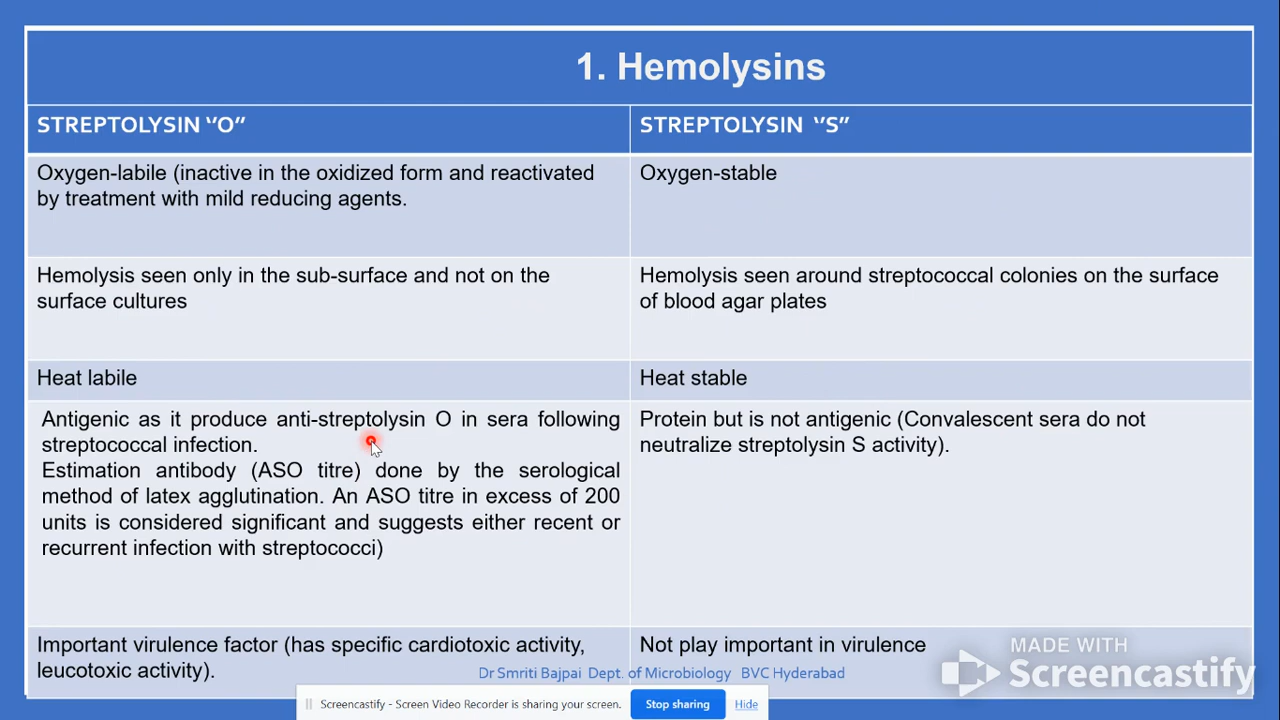 1. Hemolysins
STREPTOLYSIN ‘’O’’
STREPTOLYSIN ‘’S’’
Oxygen-labile (inactive in the oxidized form and reactivated
by treatment with mild reducing agents.
Oxygen-stable
Hemolysis seen only in the sub-surface and not on the
surface cultures
Hemolysis seen around streptococcal colonies on the surface
of blood agar plates
Heat labile
Heat stable
Antigenic as it produce anti-streptolysin O in sera following
streptococcal infection.
Estimation antibody (ASO titre) done by the serological
method of latex agglutination. An ASO titre in excess of 200
units is considered significant and suggests either recent or
recurrent infection with streptococci)
Protein but is not antigenic (Convalescent sera do not
neutralize streptolysin S activity).
Important virulence factor (has specific cardiotoxic activity,
leucotoxic activity).
Not play important in virulence
Dr Smriti Bajpai Dept. of Microbiology BVC Hyderabad
MADE WITH
Screencastify
Screencastify - Screen Video Recorder is sharing your screen.
Stop sharing
Hide